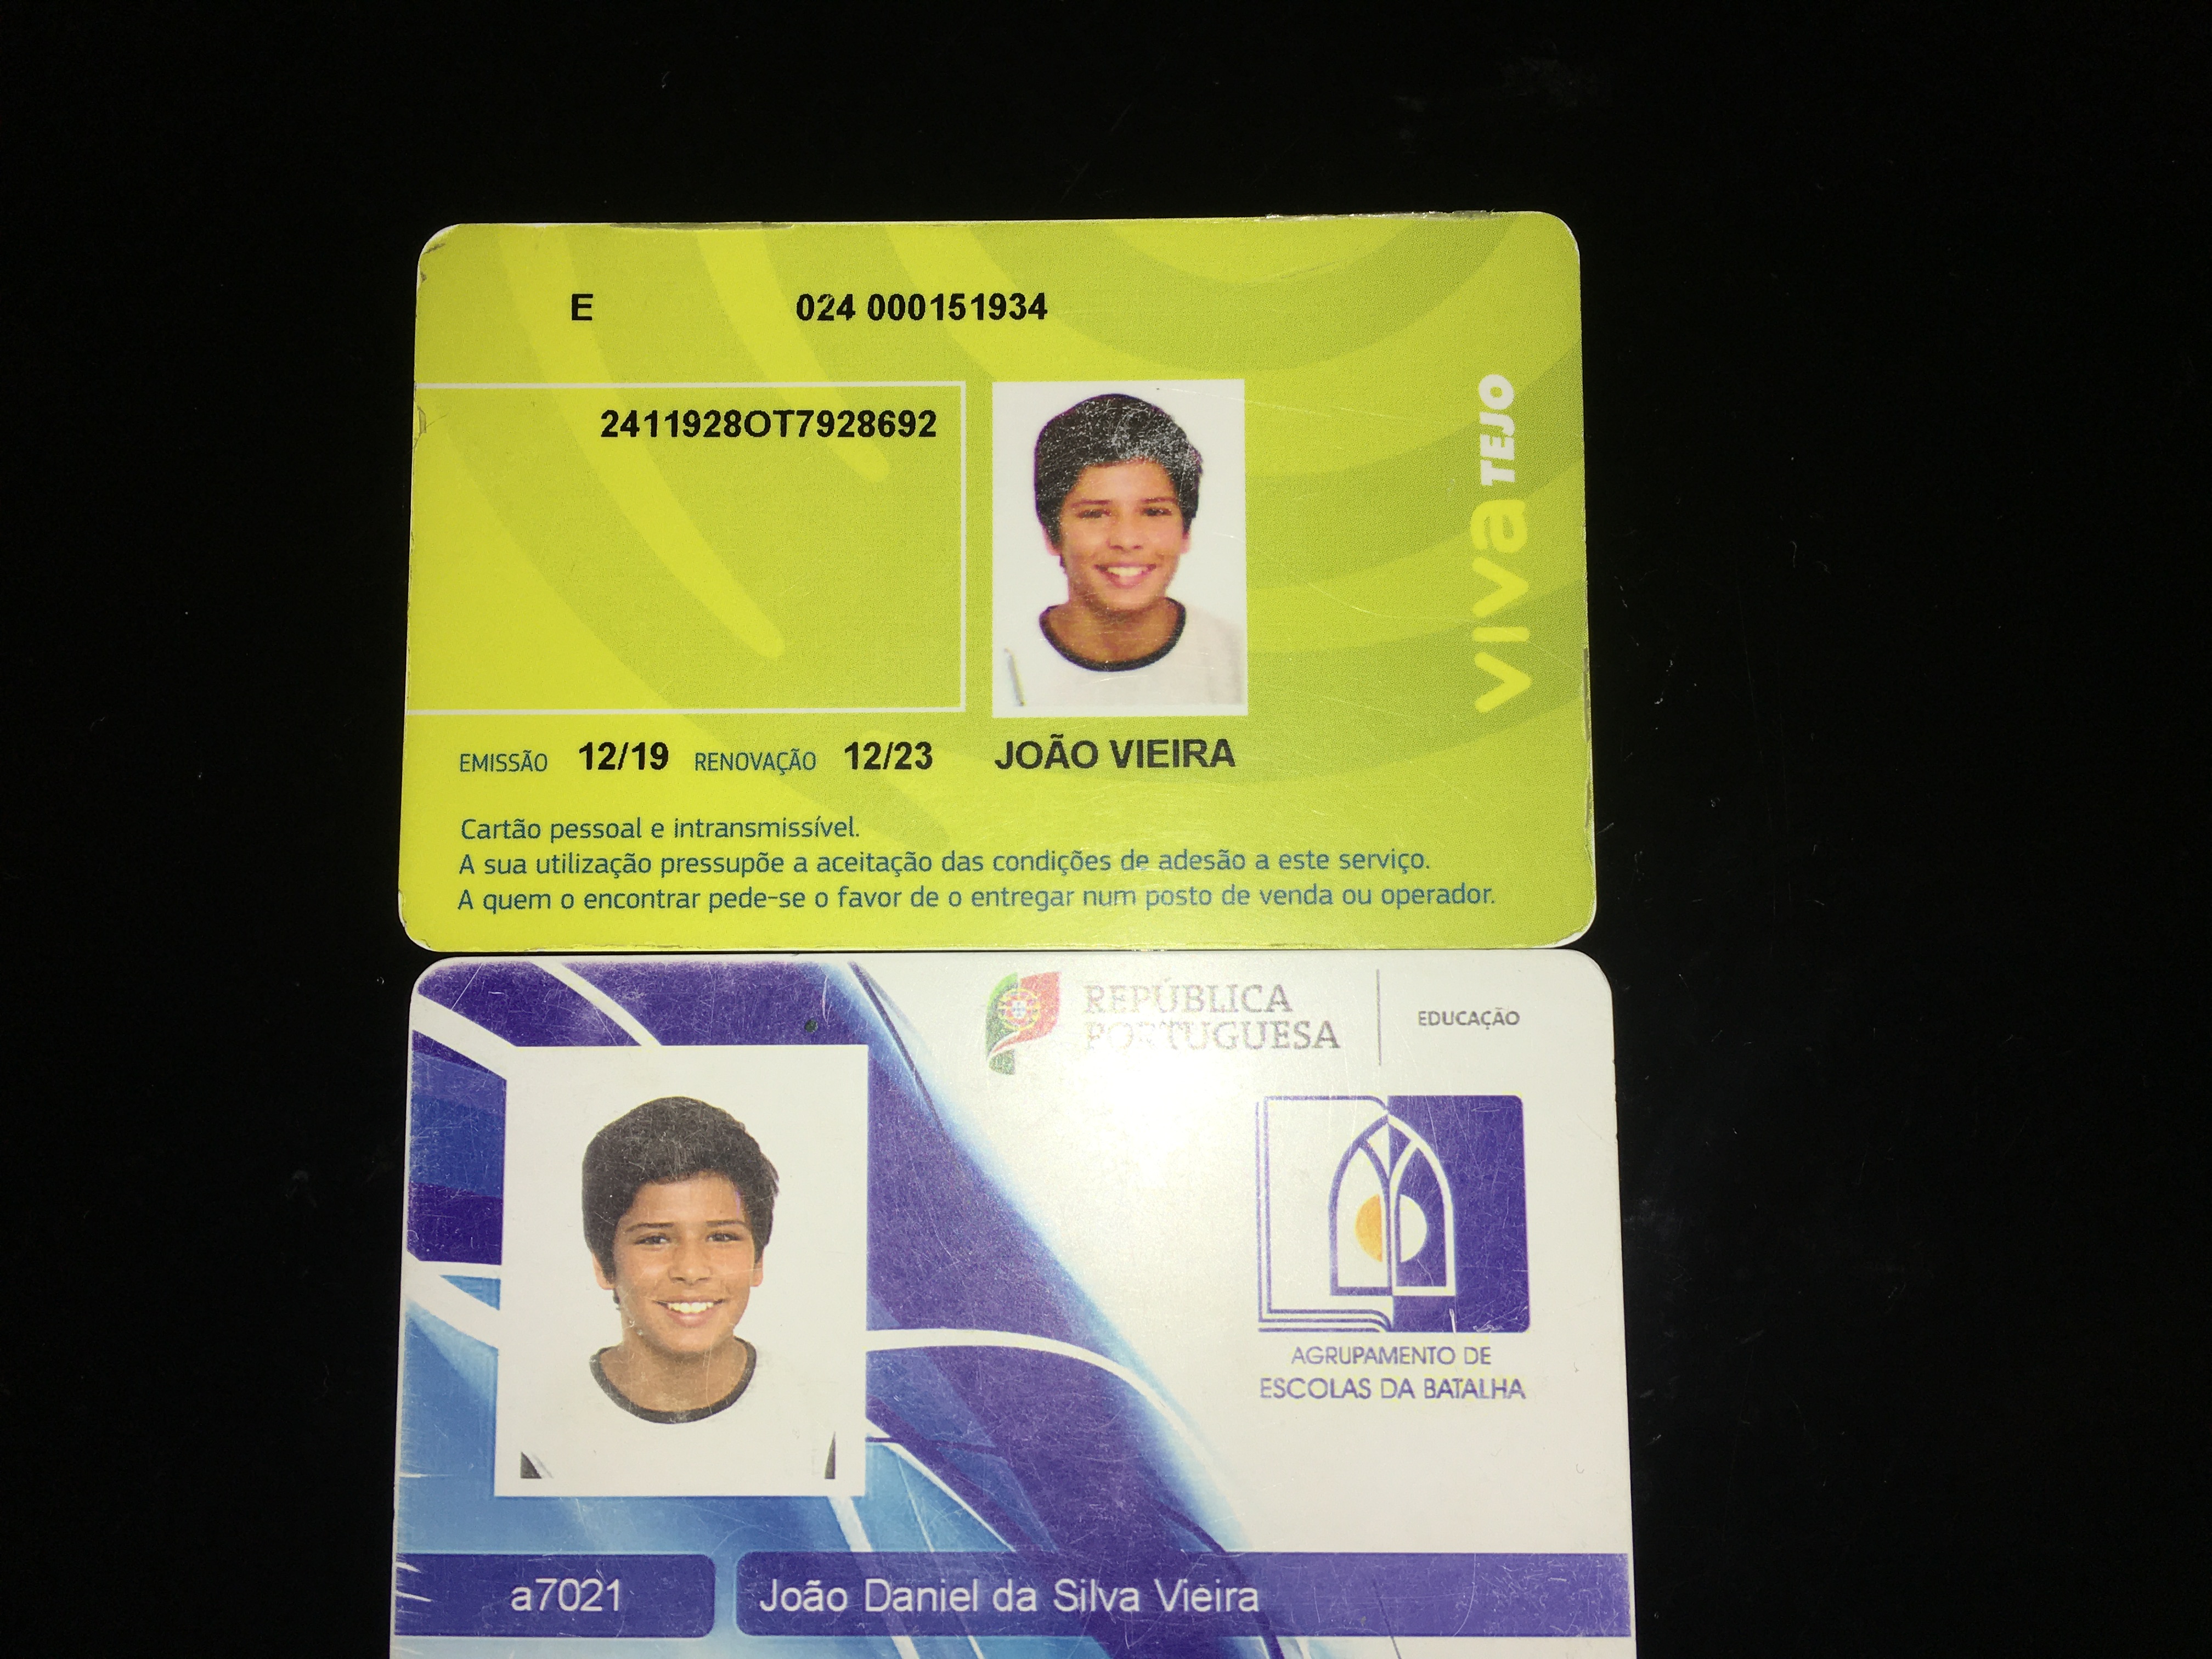 E 024 000151934
2411928OT7928692
viva TEJO
EMISSÃO 12/19 RENOVAÇÃO 12/23 JOÃO VIEIRA
Cartão pessoal e intransmissível.
A sua utilização pressupõe a aceitação das condições de adesão a este serviço.
A quem o encontrar pede-se o favor de o entregar num posto de venda ou operador.
REPÚBLICA
PORTUGUESA
EDUCAÇÃO
AGRUPAMENTO DE
ESCOLAS DA BATALHA
a7021 João Daniel da Silva Vieira